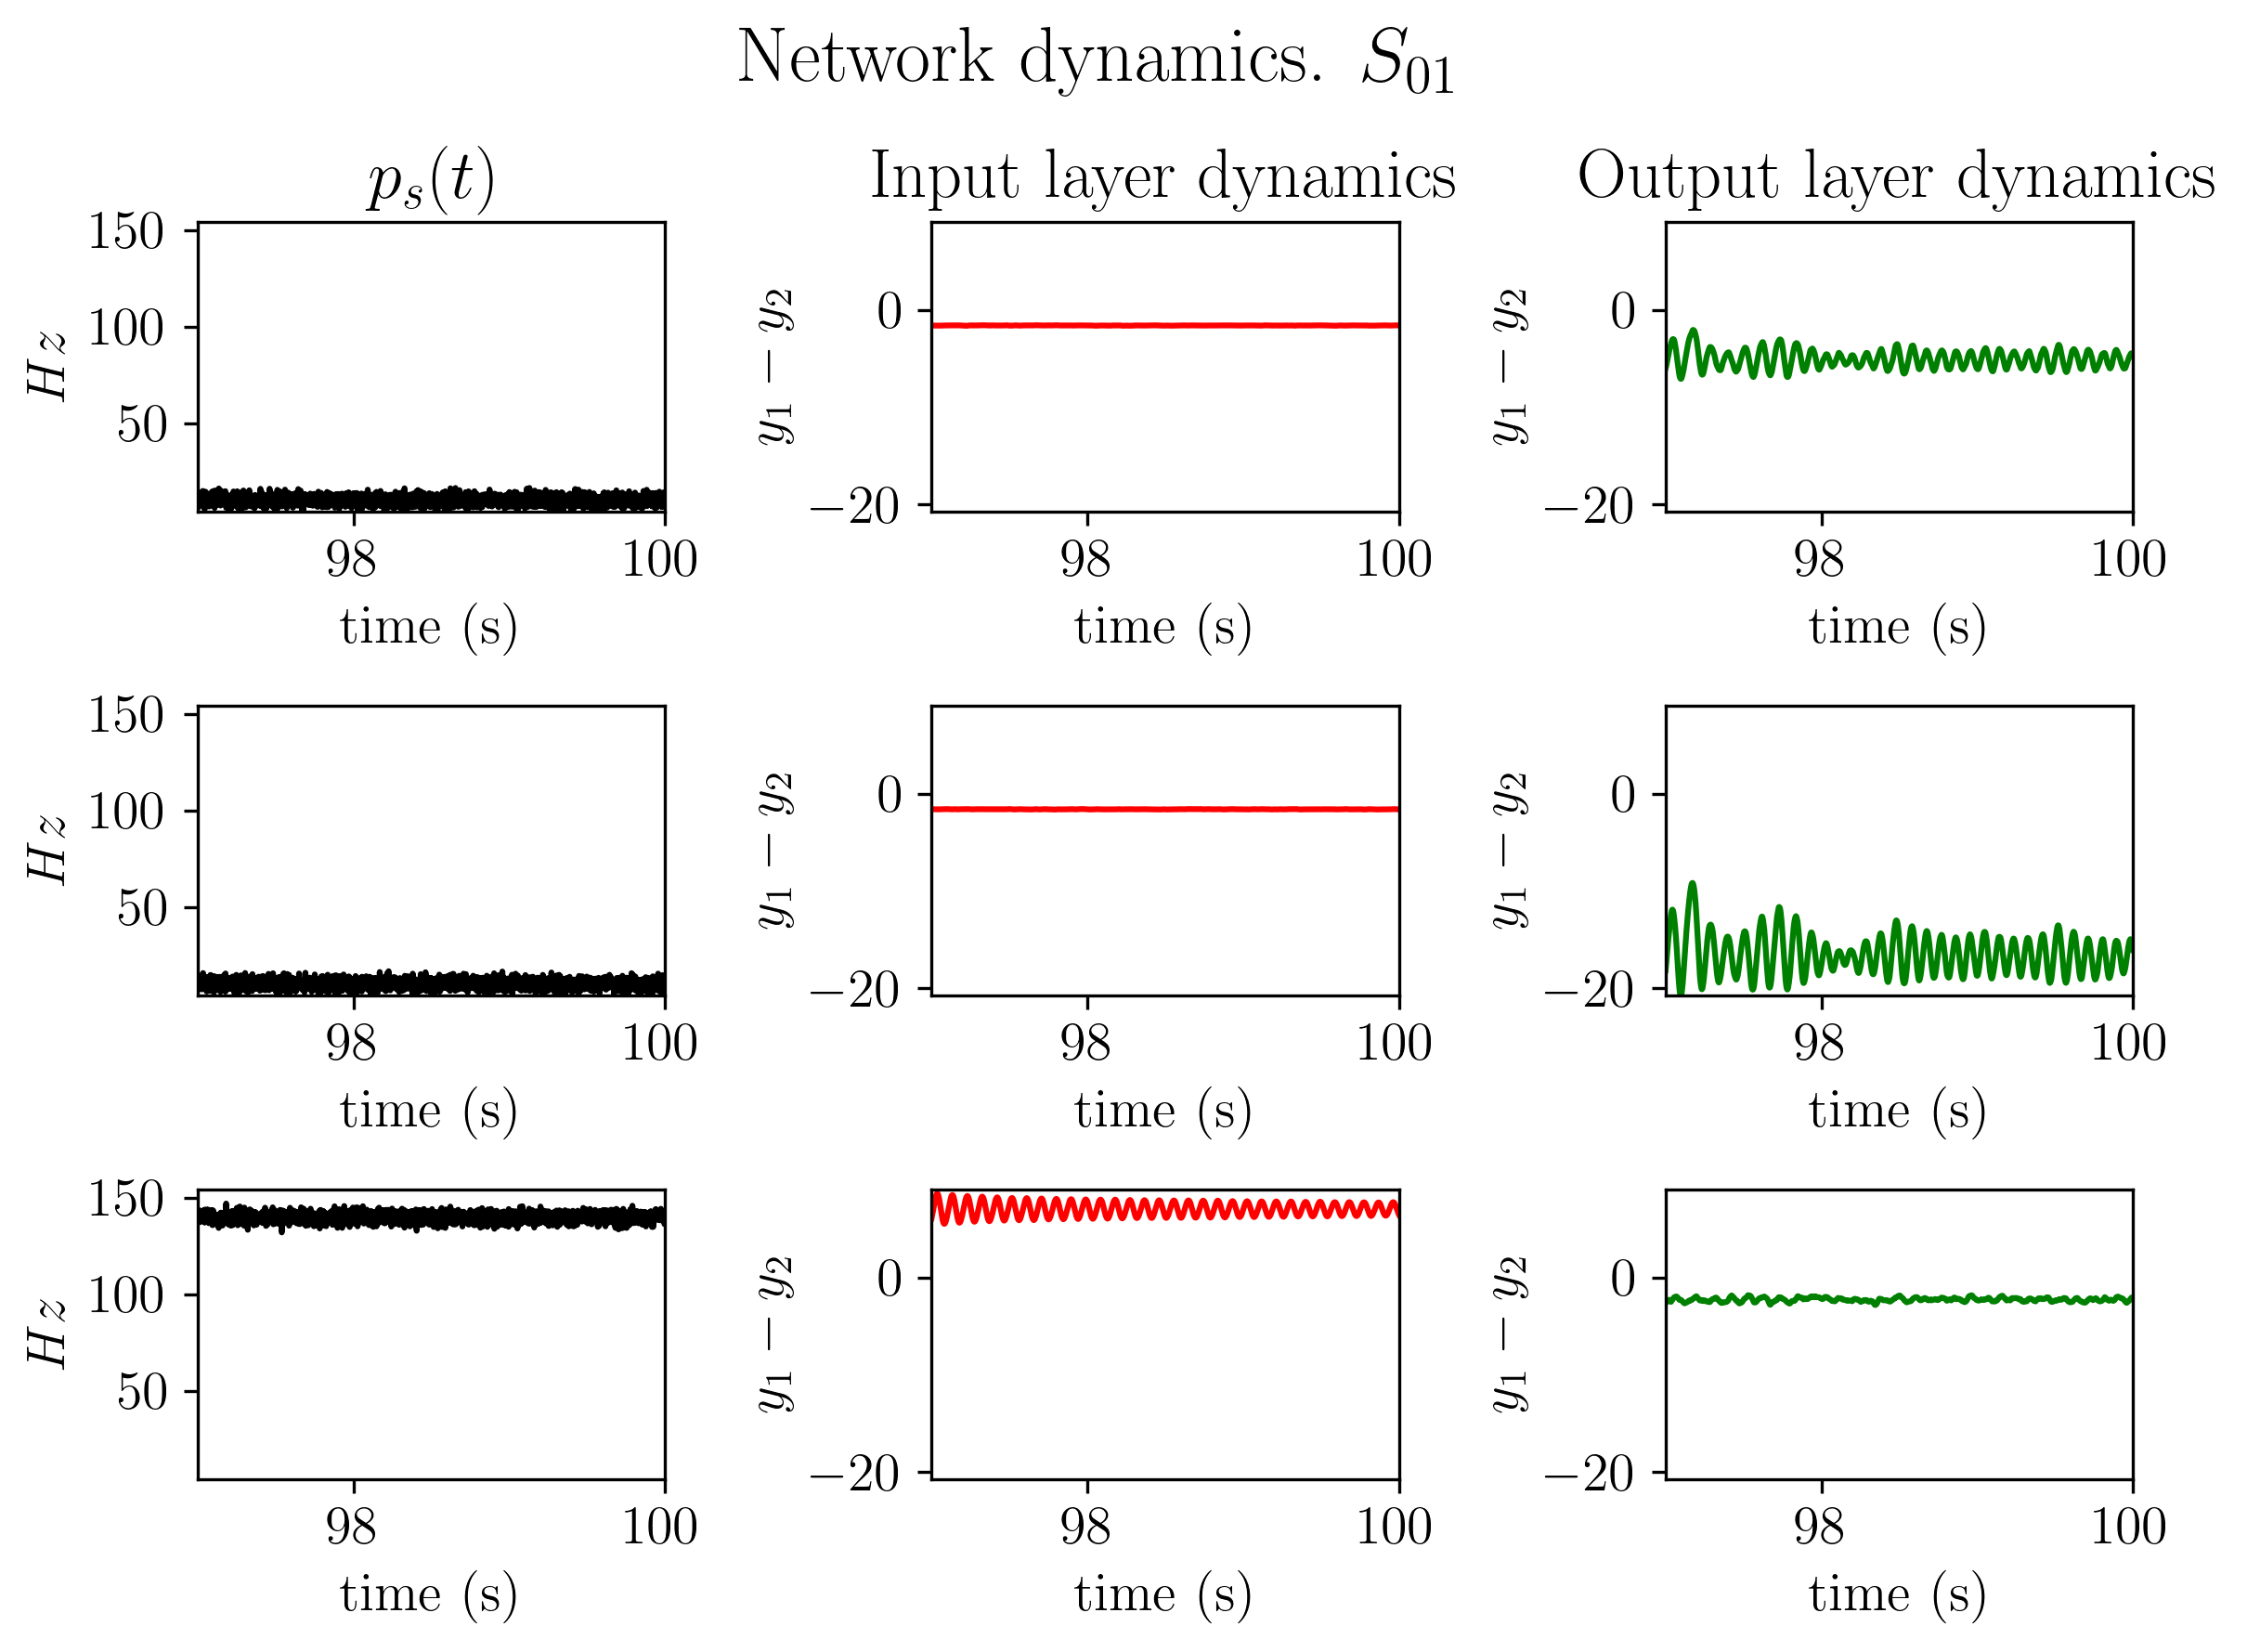 Network dynamics. S₀₁
pₛ(t)
Input layer dynamics
Output layer dynamics
150
100
50
Hz
98 100
time (s)
0
−20
y₁ − y₂
98 100
time (s)
0
−20
y₁ − y₂
98 100
time (s)
150
100
50
Hz
98 100
time (s)
0
−20
y₁ − y₂
98 100
time (s)
0
−20
y₁ − y₂
98 100
time (s)
150
100
50
Hz
98 100
time (s)
0
−20
y₁ − y₂
98 100
time (s)
0
−20
y₁ − y₂
98 100
time (s)